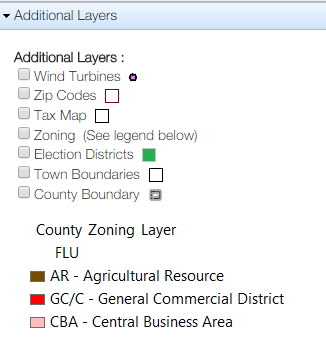 Additional Layers
Additional Layers :
Wind Turbines
Zip Codes
Tax Map
Zoning (See legend below)
Election Districts
Town Boundaries
County Boundary
County Zoning Layer
FLU
AR - Agricultural Resource
GC/C - General Commercial District
CBA - Central Business Area